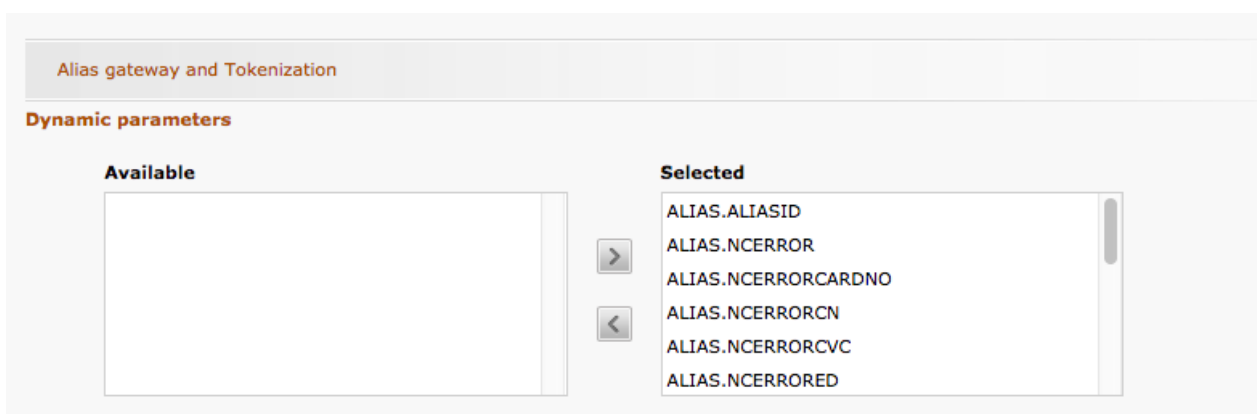 Alias gateway and Tokenization
Dynamic parameters
Available
Selected
ALIAS.ALIASID
ALIAS.NCERROR
ALIAS.NCERRORCARDNO
ALIAS.NCERRORCN
ALIAS.NCERRORCVC
ALIAS.NCERRORED